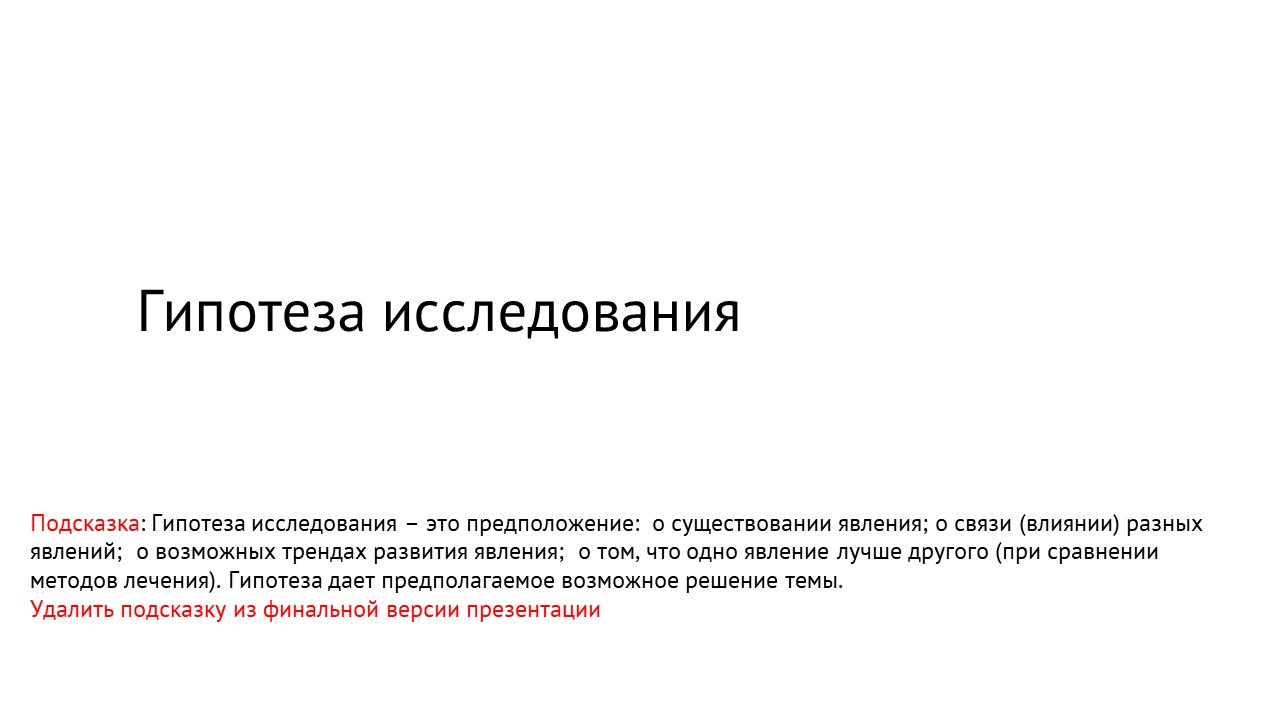 Гипотеза исследования
Подсказка: Гипотеза исследования – это предположение: о существовании явления; о связи (влиянии) разных
явлений; о возможных трендах развития явления; о том, что одно явление лучше другого (при сравнении
методов лечения). Гипотеза дает предполагаемое возможное решение темы.
Удалить подсказку из финальной версии презентации